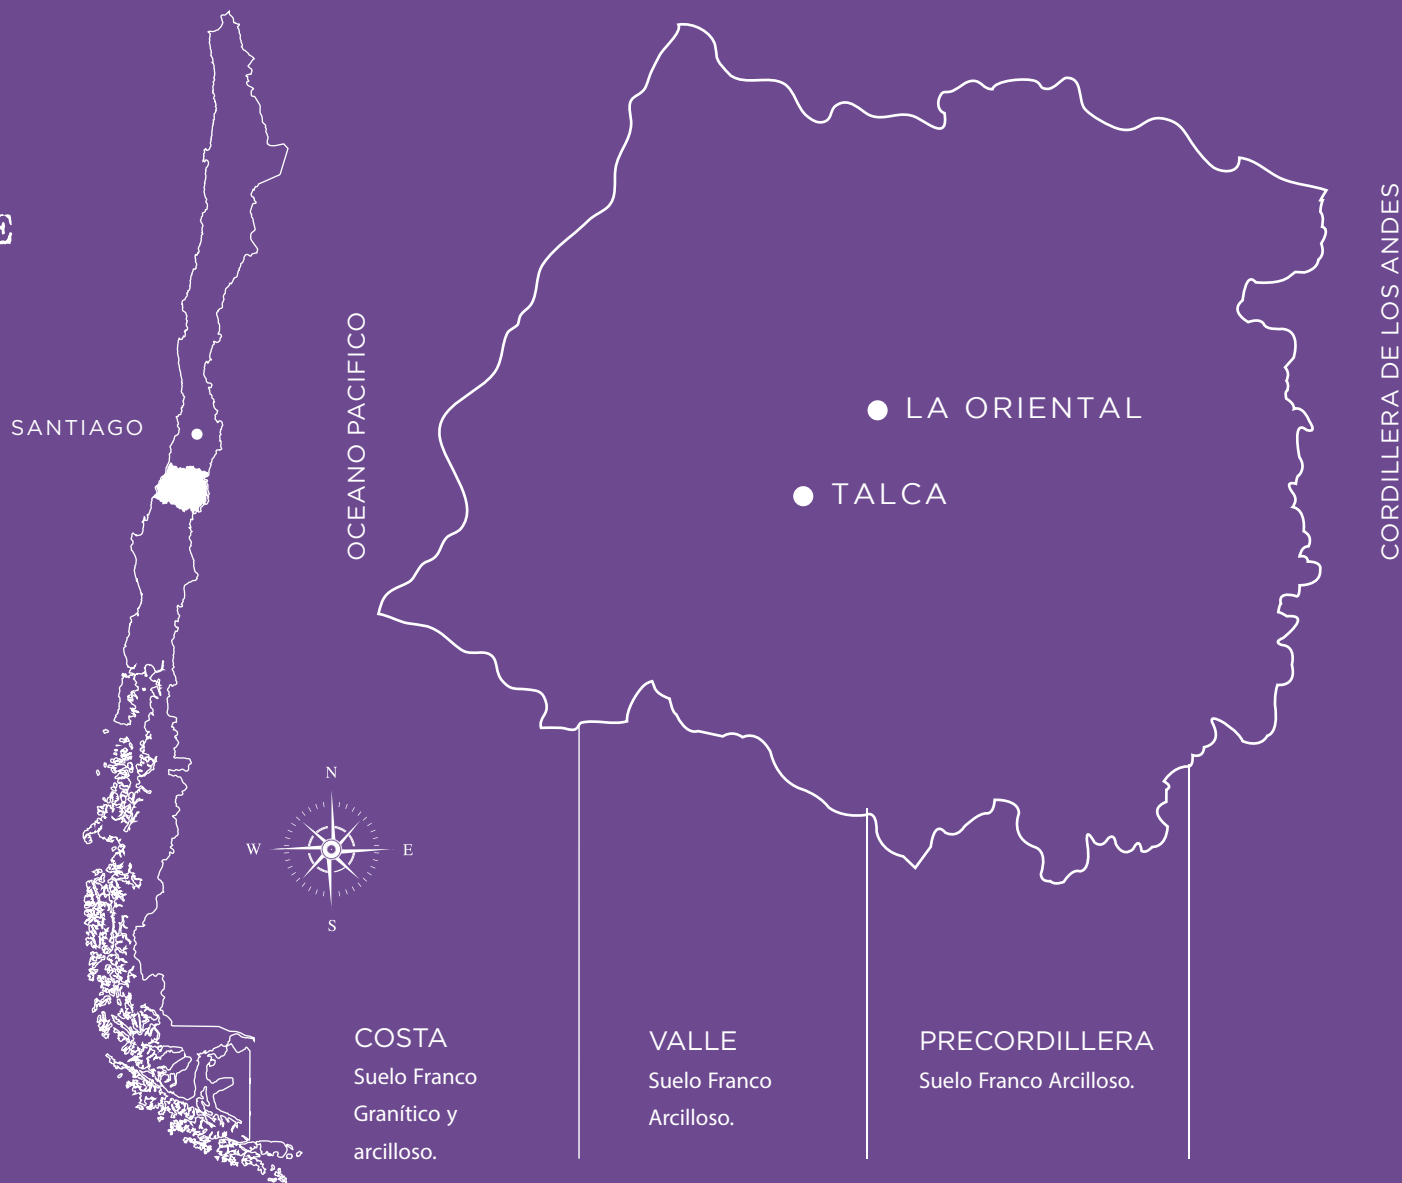 E
SANTIAGO
OCEANO PACIFICO
CORDILLERA DE LOS ANDES
LA ORIENTAL
TALCA
N
W
E
S
COSTA
Suelo Franco
Granítico y
arcilloso.
VALLE
Suelo Franco
Arcilloso.
PRECORDILLERA
Suelo Franco Arcilloso.